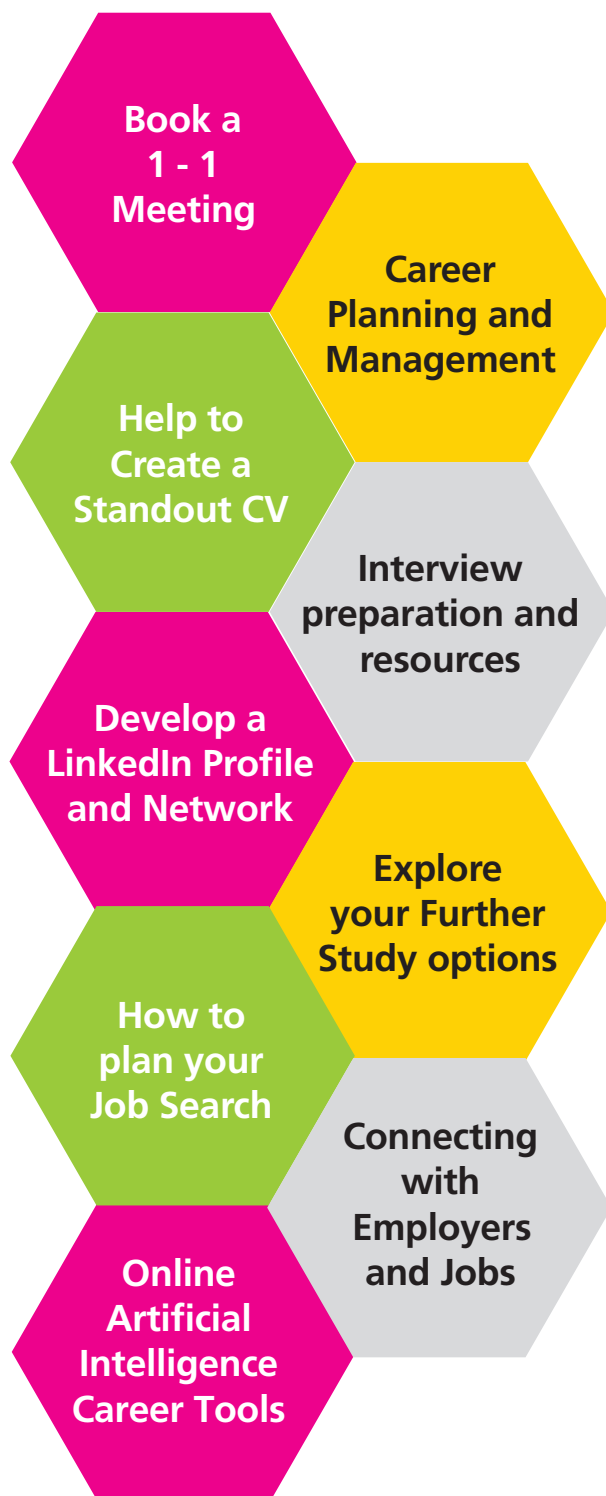 Book a
1 - 1
Meeting
Career
Planning and
Management
Help to
Create a
Standout CV
Interview
preparation and
resources
Develop a
LinkedIn Profile
and Network
Explore
your Further
Study options
How to
plan your
Job Search
Connecting
with
Employers
and Jobs
Online
Artificial
Intelligence
Career Tools